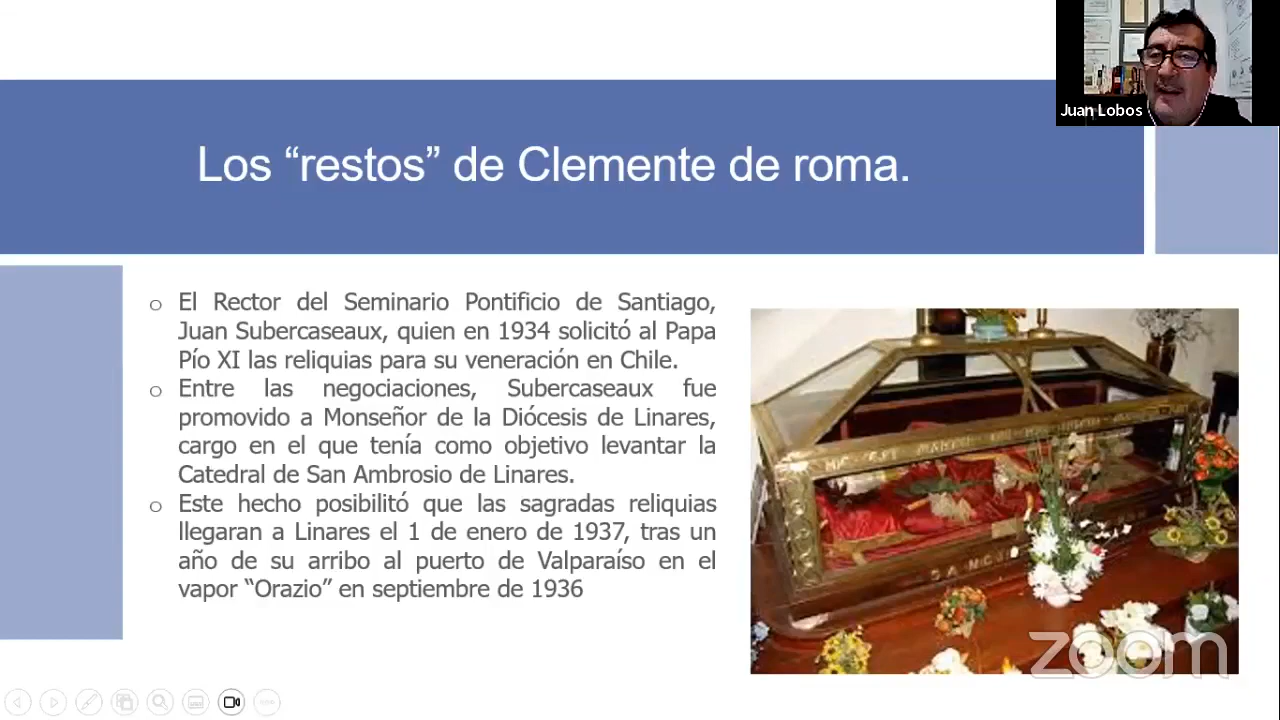 Juan Lobos
Los “restos” de Clemente de roma.
o El Rector del Seminario Pontificio de Santiago,
Juan Subercaseaux, quien en 1934 solicitó al Papa
Pío XI las reliquias para su veneración en Chile.
o Entre las negociaciones, Subercaseaux fue
promovido a Monseñor de la Diócesis de Linares,
cargo en el que tenía como objetivo levantar la
Catedral de San Ambrosio de Linares.
o Este hecho posibilitó que las sagradas reliquias
llegaran a Linares el 1 de enero de 1937, tras un
año de su arribo al puerto de Valparaíso en el
vapor “Orazio” en septiembre de 1936
zoom